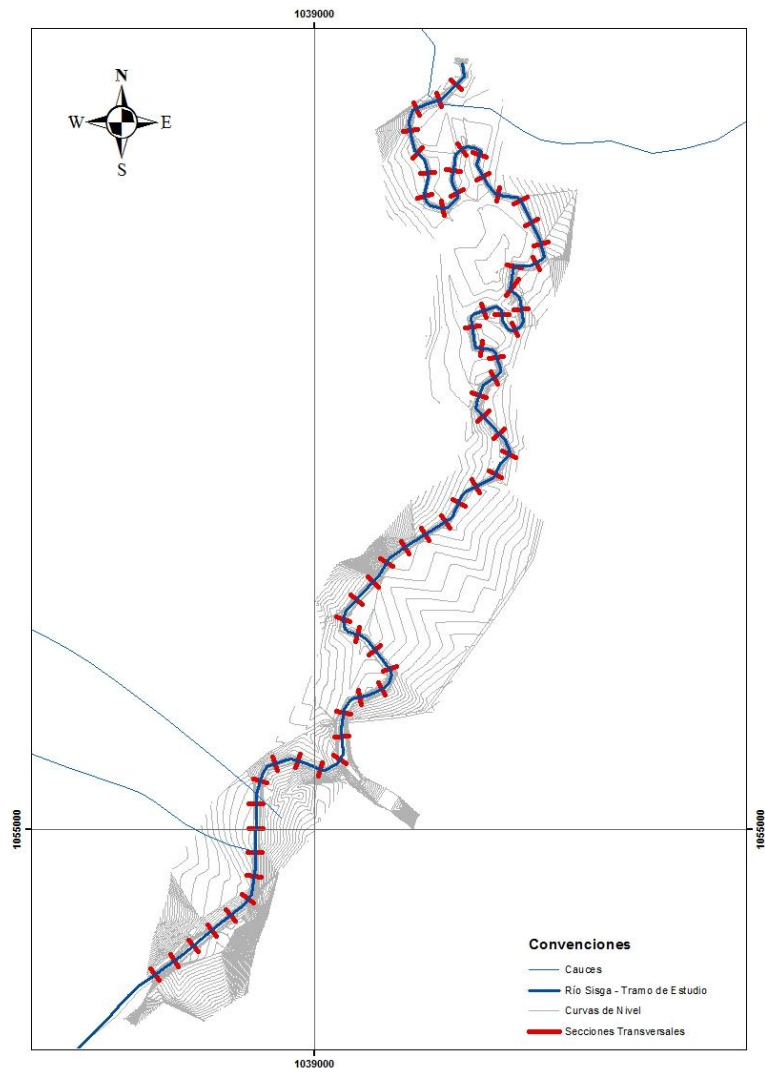 1039000
N
W E
S
1055000 1055000
Convenciones
Cauces
Río Sisga - Tramo de Estudio
Curvas de Nivel
Secciones Transversales
1039000